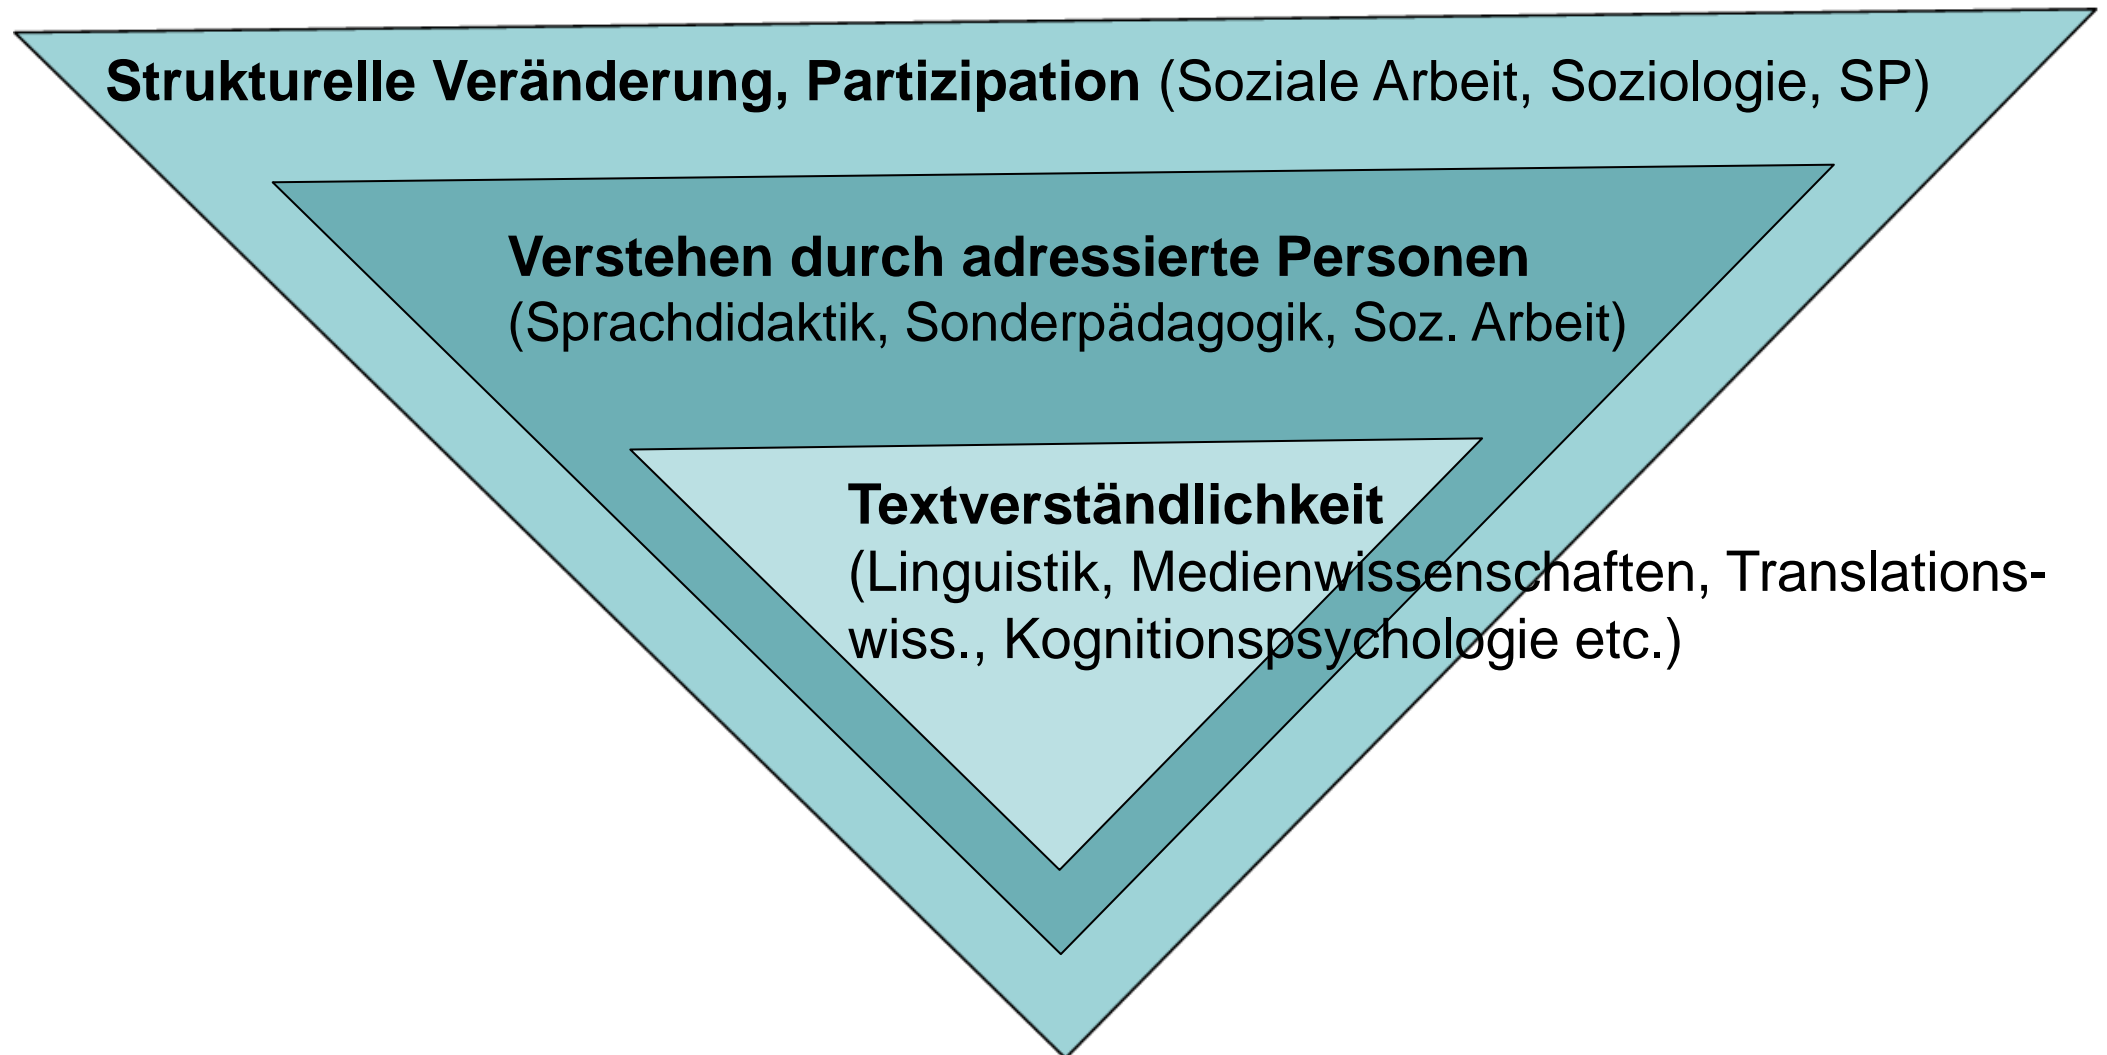 Strukturelle Veränderung, Partizipation (Soziale Arbeit, Soziologie, SP)
Verstehen durch adressierte Personen
(Sprachdidaktik, Sonderpädagogik, Soz. Arbeit)
Textverständlichkeit
(Linguistik, Medienwissenschaften, Translations-
wiss., Kognitionspsychologie etc.)